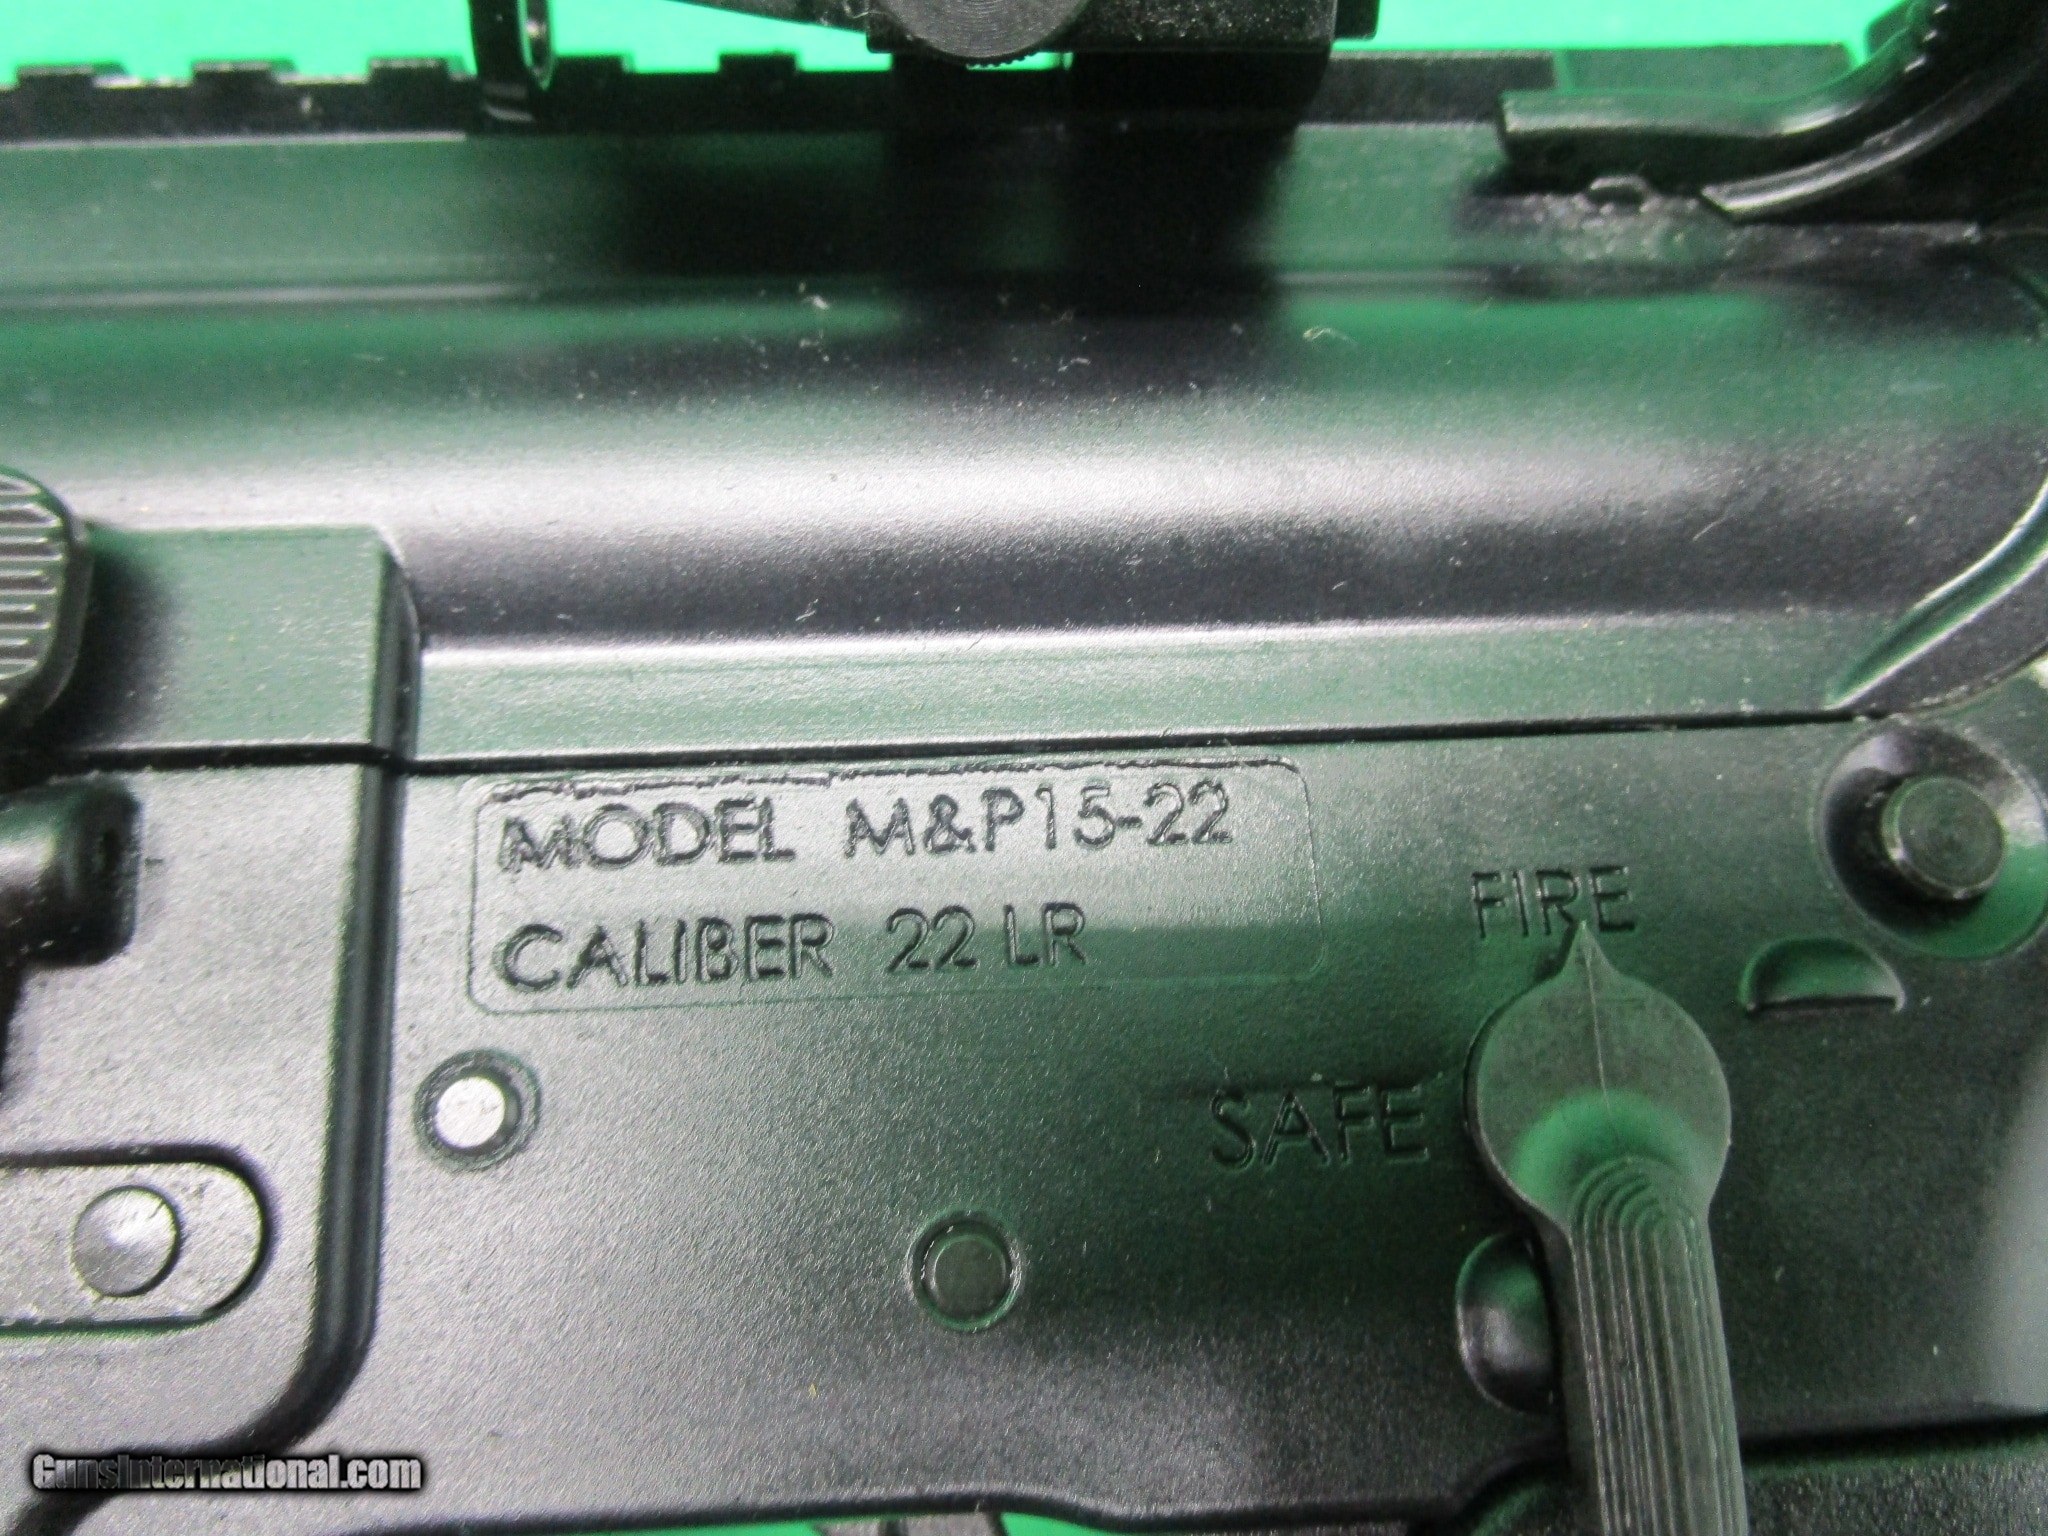 MODEL M&P15-22
CALIBER 22 LR
FIRE
SAFE
GunsInternational.com